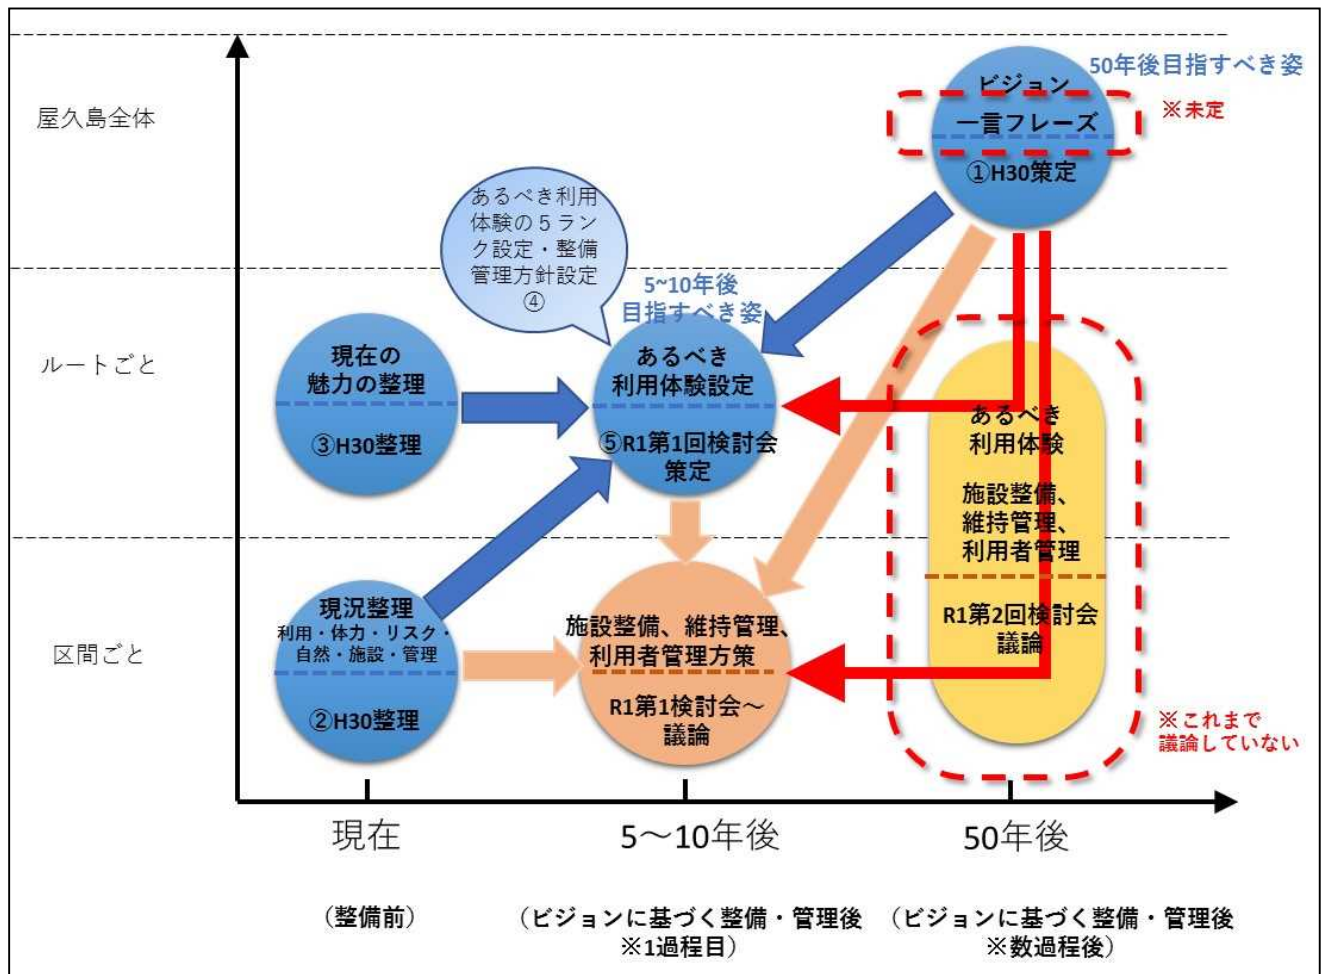 50年後目指すべき姿
ビジョン
一言フレーズ
※未定
①H30策定
屋久島全体
あるべき利用
体験の５ラン
ク設定・整備
管理方針設定
④
5~10年後
目指すべき姿
ルートごと
現在の
魅力の整理
③H30整理
あるべき
利用体験設定
⑤R1第1回検討会
策定
あるべき
利用体験
施設整備、
維持管理、
利用者管理
R1第2回検討会
議論
※これまで
議論していない
区間ごと
現況整理
利用・体力・リスク・
自然・施設・管理
②H30整理
施設整備、維持管理、
利用者管理方策
R1第1検討会～
議論
現在
5～10年後
50年後
（整備前）
（ビジョンに基づく整備・管理後
※1過程目）
（ビジョンに基づく整備・管理後
※数過程後）